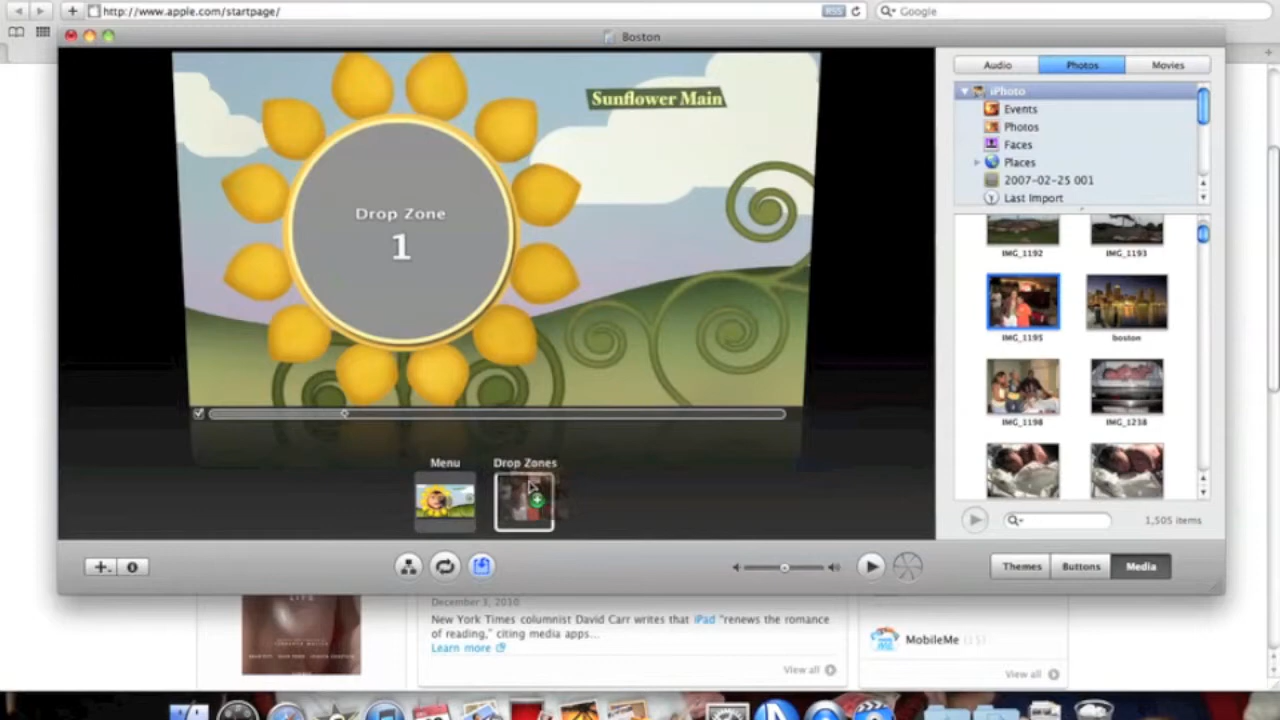 http://www.apple.com/startpage/
RSS
Google
Boston
Sunflower Main
Drop Zone
1
Audio
Photos
Movies
iPhoto
Events
Photos
Faces
Places
2007-02-25 001
Last Import
IMG_1192
IMG_1193
IMG_1195
boston
IMG_1198
IMG_1238
Menu
Drop Zones
1,505 items
Themes
Buttons
Media
December 3, 2010
New York Times columnist David Carr writes that iPad "renews the romance
of reading," citing media apps...
Learn more
View all
MobileMe (15)
View all